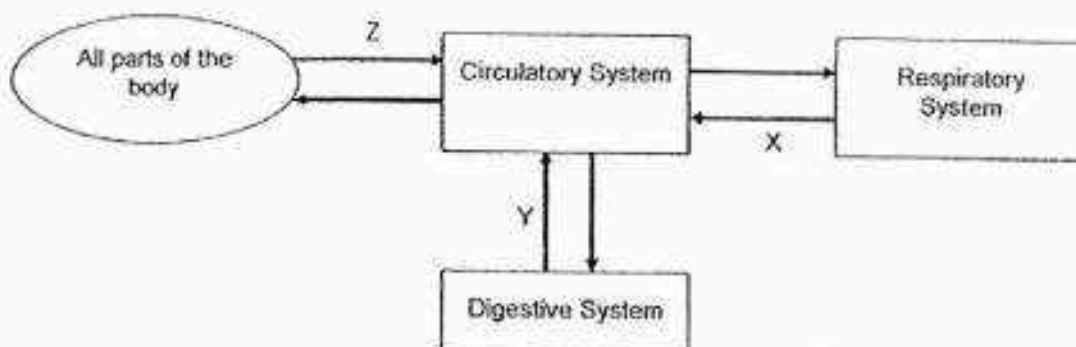 All parts of the
body
Z
Circulatory System
Respiratory
System
X
Y
Digestive System